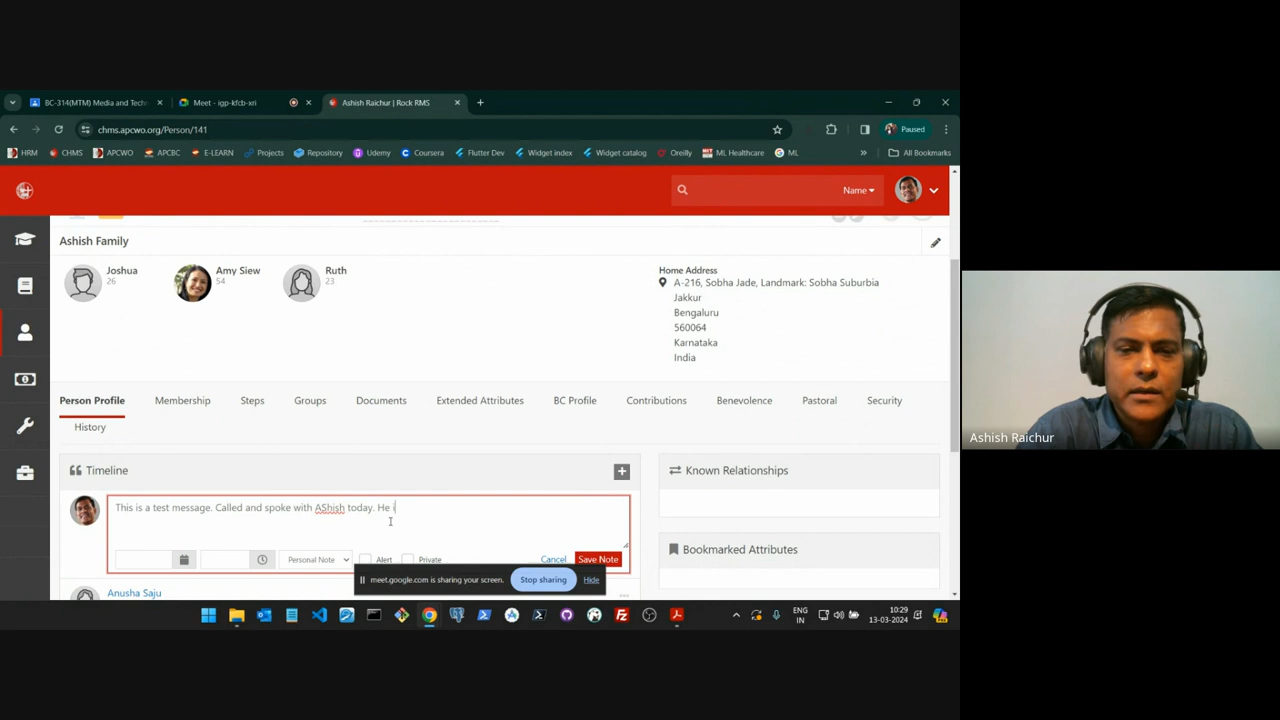 BC-314(MTM) Media and Techn
Meet - igp-kfcb-xri
Ashish Raichur | Rock RMS
chms.apcwo.org/Person/141
Paused
HRM
CHMS
APCWO
APCBC
E-LEARN
Projects
Repository
Udemy
Coursera
Flutter Dev
Widget index
Widget catalog
Oreilly
ML Healthcare
ML
All Bookmarks
Name
Ashish Family
Joshua
26
Amy Siew
54
Ruth
23
Home Address
A-216, Sobha Jade, Landmark: Sobha Suburbia
Jakkur
Bengaluru
560064
Karnataka
India
Person Profile
Membership
Steps
Groups
Documents
Extended Attributes
BC Profile
Contributions
Benevolence
Pastoral
Security
History
Timeline
Known Relationships
This is a test message. Called and spoke with AShish today. He i
Bookmarked Attributes
Personal Note
Alert
Private
Cancel
Save Note
meet.google.com is sharing your screen.
Stop sharing
Hide
Anusha Saju
ENG
IN
10:29
13-03-2024
Ashish Raichur